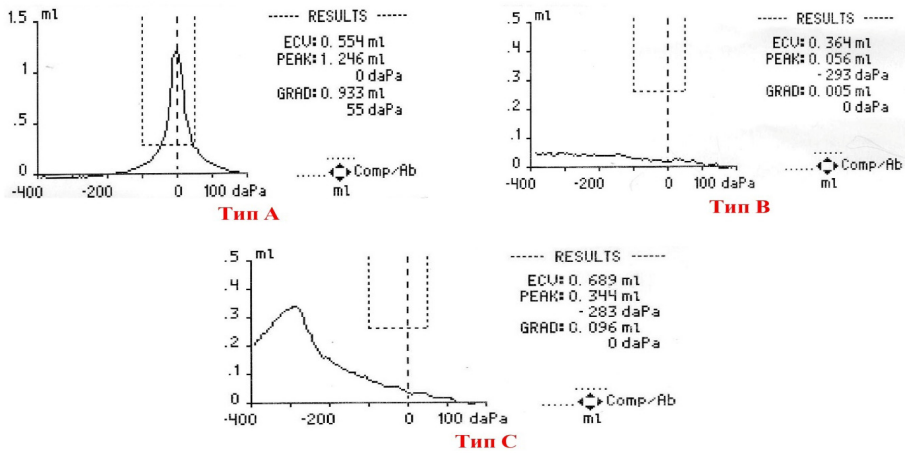 ml
1.5
1
.5
0
-400
-200
0
100 daPa
------ RESULTS ------
ECV: 0.554 ml
PEAK: 1.246 ml
0 daPa
GRAD: 0.933 ml
55 daPa
Comp/Ab
ml
Тип А
ml
.5
.4
.3
.2
.1
0
-400
-200
0
100 daPa
------ RESULTS ------
ECV: 0.364 ml
PEAK: 0.056 ml
-293 daPa
GRAD: 0.005 ml
0 daPa
Comp/Ab
ml
Тип В
ml
.5
.4
.3
.2
.1
0
-400
-200
0
100 daPa
------ RESULTS ------
ECV: 0.689 ml
PEAK: 0.344 ml
-283 daPa
GRAD: 0.096 ml
0 daPa
Comp/Ab
ml
Тип С